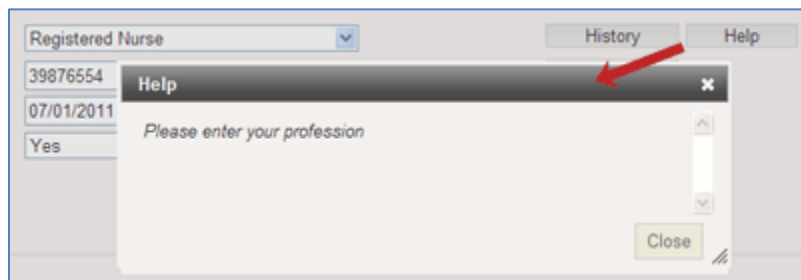 Registered Nurse History Help
39876554
Help
07/01/2011
Please enter your profession
Yes
Close